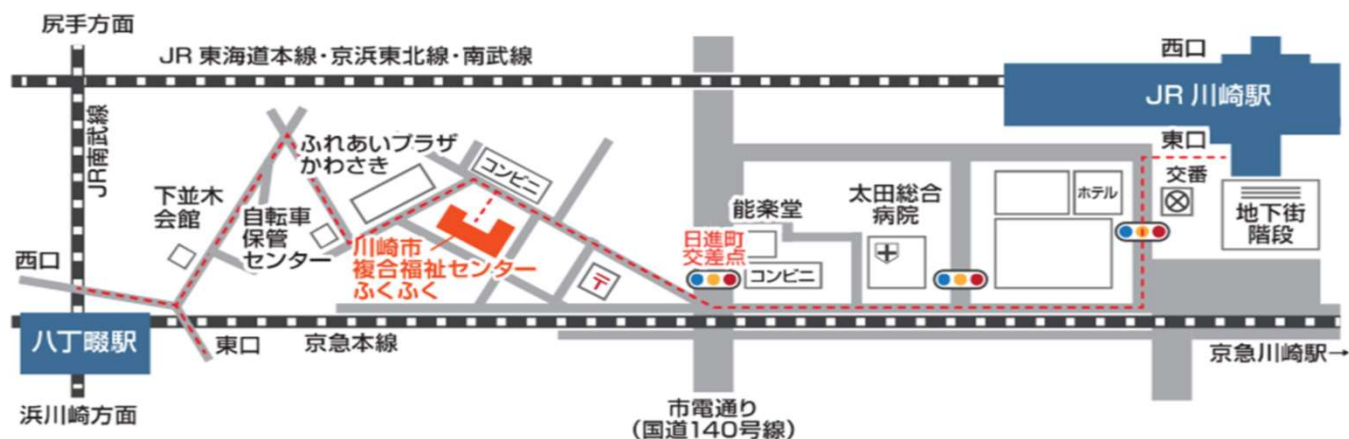 尻手方面
JR 東海道本線・京浜東北線・南武線
西口
JR 川崎駅
東口
交番
地下街
階段
JR南武線
ふれあいプラザ
かわさき
コンビニ
下並木
会館
自転車
保管
センター
川崎市
複合福祉センター
ふくふく
〒
能楽堂
日進町
交差点
コンビニ
太田総合
病院
ホテル
西口
八丁畷駅
東口
京急本線
京急川崎駅→
浜川崎方面
市電通り
(国道140号線)